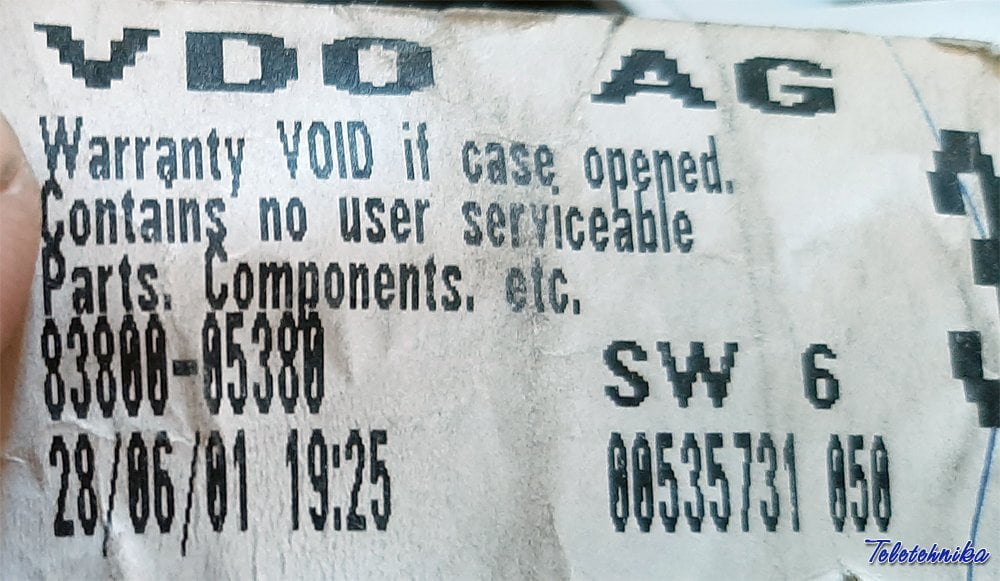 VDO AG
Warranty VOID if case opened.
Contains no user serviceable
Parts. Components. etc.
83800-05380 SW 6
28/06/01 19:25 00535731 050
Teletehnika